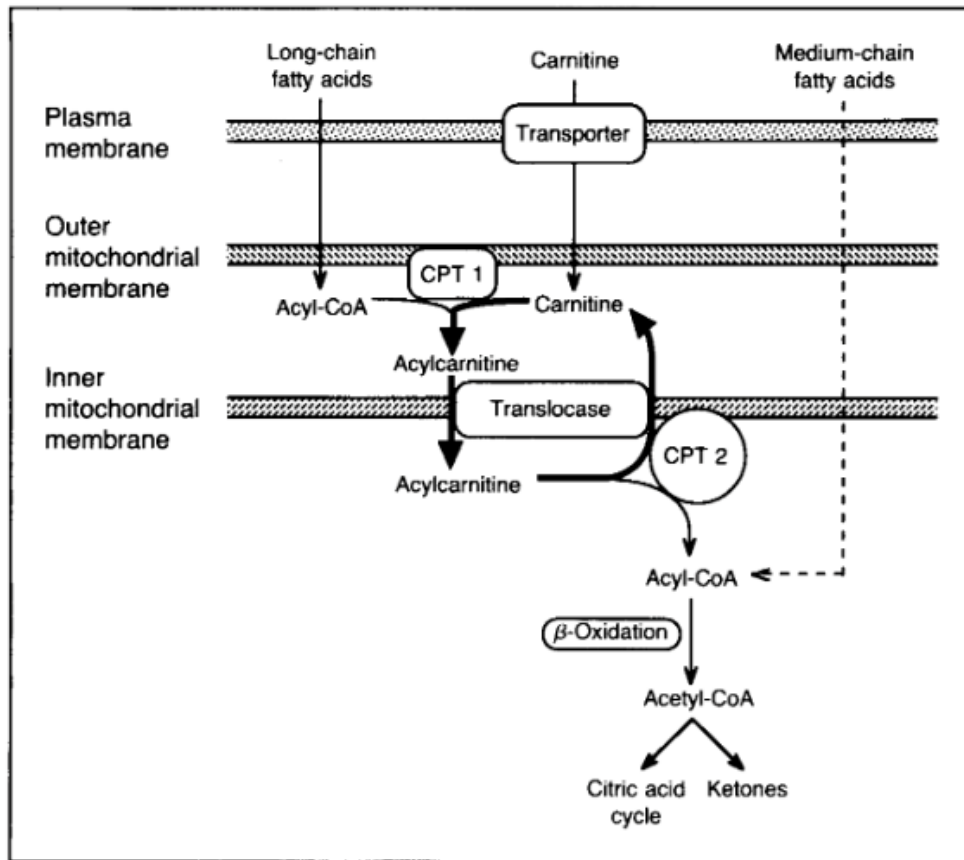 Long-chain
fatty acids
Carnitine
Medium-chain
fatty acids
Plasma
membrane
Transporter
Outer
mitochondrial
membrane
CPT 1
Acyl-CoA
Carnitine
Acylcarnitine
Inner
mitochondrial
membrane
Translocase
CPT 2
Acylcarnitine
Acyl-CoA
β-Oxidation
Acetyl-CoA
Citric acid
cycle
Ketones